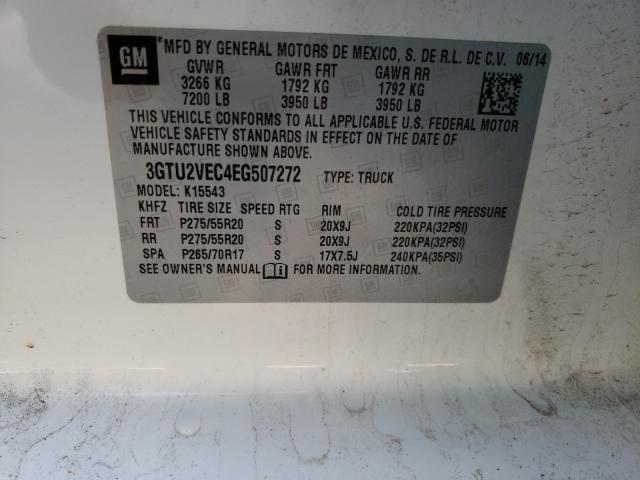 GM *MFD BY GENERAL MOTORS DE MEXICO, S. DE R.L. DE C.V. 06/14
GVWR GAWR FRT GAWR RR
3266 KG 1792 KG 1792 KG
7200 LB 3950 LB 3950 LB
THIS VEHICLE CONFORMS TO ALL APPLICABLE U.S. FEDERAL MOTOR
VEHICLE SAFETY STANDARDS IN EFFECT ON THE DATE OF
MANUFACTURE SHOWN ABOVE.
3GTU2VEC4EG507272 TYPE: TRUCK
MODEL: K15543
KHFZ TIRE SIZE SPEED RTG RIM COLD TIRE PRESSURE
FRT P275/55R20 S 20X9J 220KPA(32PSI)
RR P275/55R20 S 20X9J 220KPA(32PSI)
SPA P265/70R17 S 17X7.5J 240KPA(35PSI)
SEE OWNER'S MANUAL FOR MORE INFORMATION.